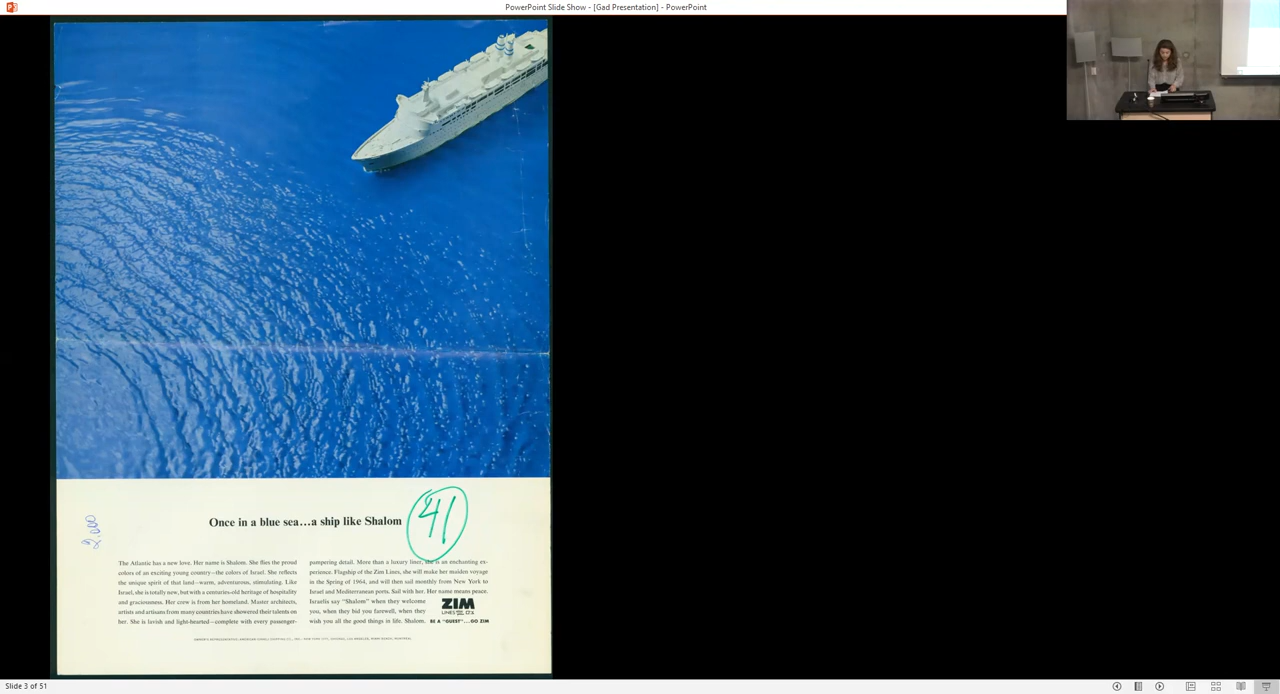 PowerPoint Slide Show - [Gad Presentation] - PowerPoint
Once in a blue sea...a ship like Shalom
41
2,000
The Atlantic has a new love. Her name is Shalom. She flies the proud
colors of an exciting young country—the colors of Israel. She reflects
the unique spirit of that land—warm, adventurous, stimulating. Like
Israel, she is totally new, but with a centuries-old heritage of hospitality
and graciousness. Her crew is from her homeland. Master architects,
artists and artisans from many countries have showered their talents on
her. She is lavish and light-hearted—complete with every passenger-
pampering detail. More than a luxury liner, she is an enchanting ex-
perience. Flagship of the Zim Lines, she will make her maiden voyage
in the Spring of 1964, and will then sail monthly from New York to
Israel and Mediterranean ports. Sail with her. Her name means peace.
Israelis say "Shalom" when they welcome
you, when they bid you farewell, when they
wish you all the good things in life. Shalom.
ZIM
LINES
BE A "GUEST"...GO ZIM
Slide 3 of 51